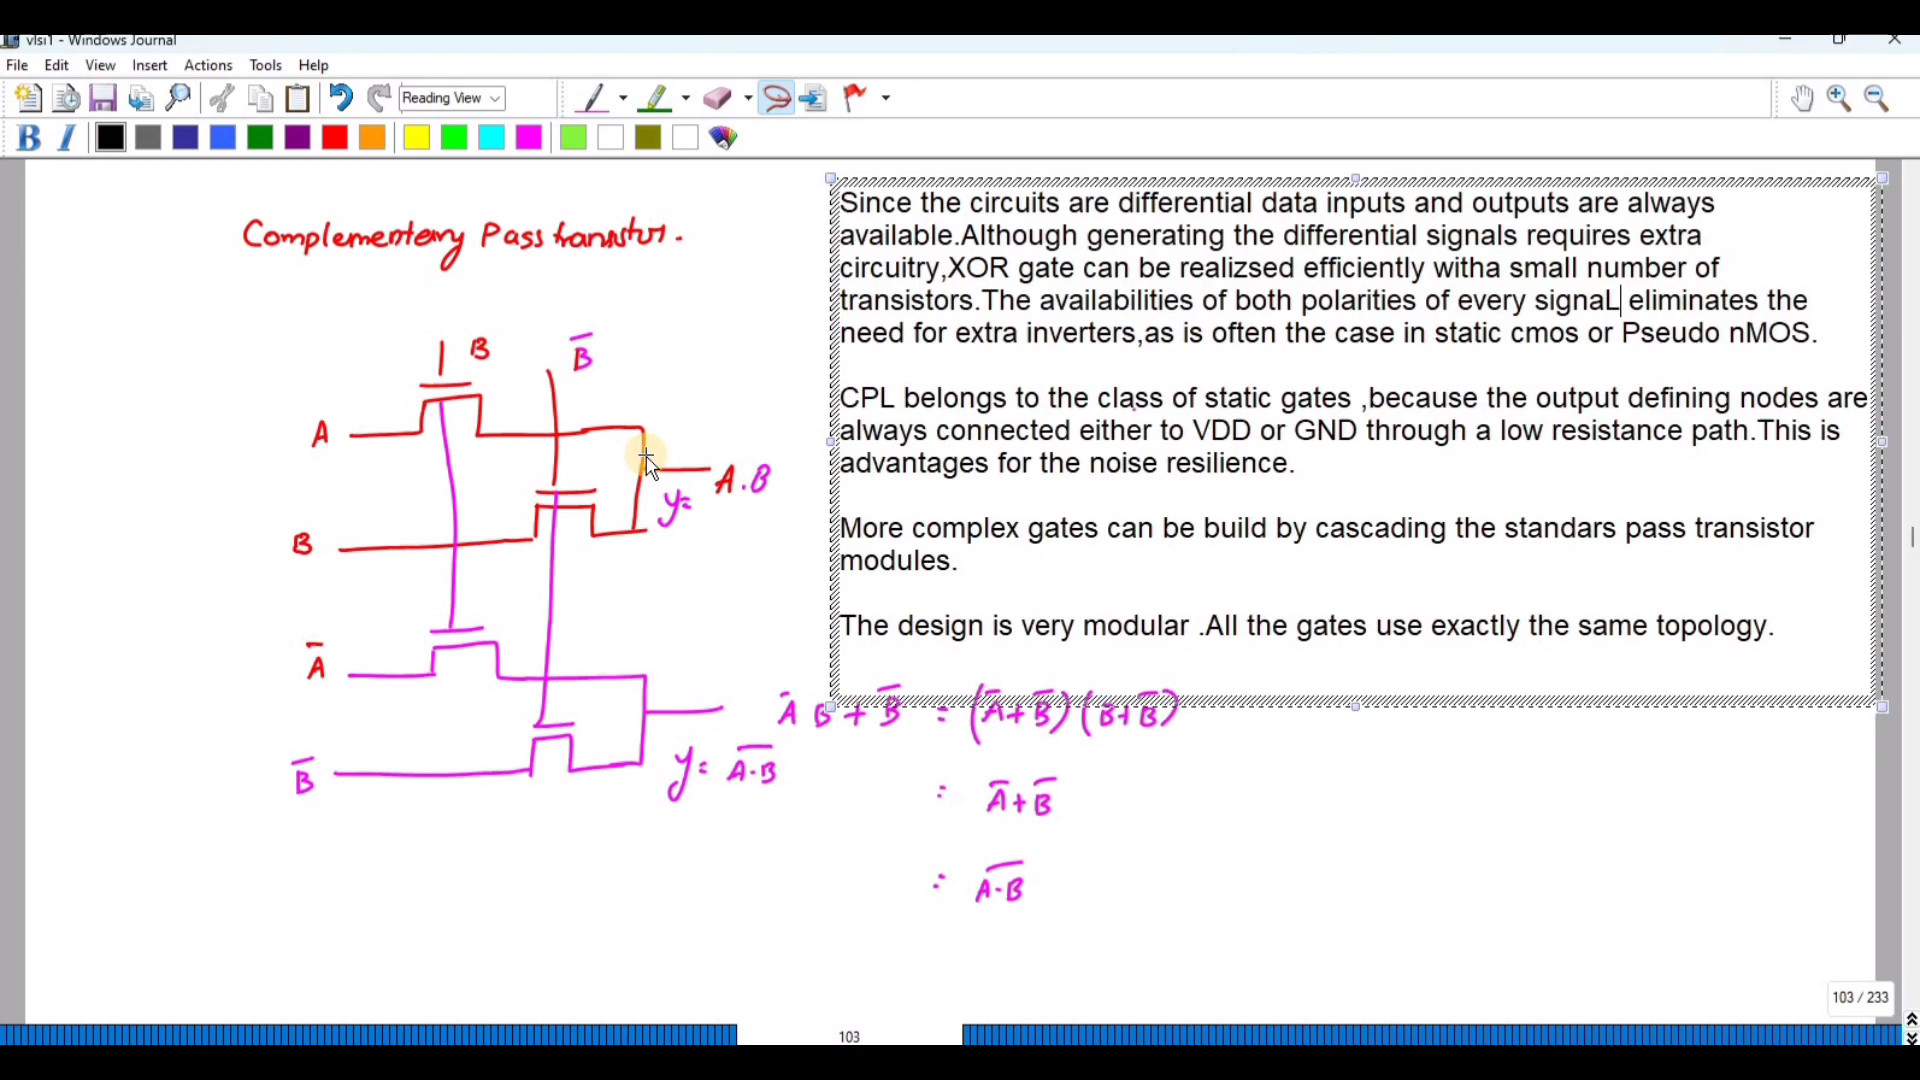 vlsi1 - Windows Journal
File Edit View Insert Actions Tools Help
Reading View
B I
Complementary Pass transistor.
Since the circuits are differential data inputs and outputs are always
available.Although generating the differential signals requires extra
circuitry,XOR gate can be realizsed efficiently witha small number of
transistors.The availabilities of both polarities of every signaL eliminates the
need for extra inverters,as is often the case in static cmos or Pseudo nMOS.
CPL belongs to the class of static gates ,because the output defining nodes are
always connected either to VDD or GND through a low resistance path.This is
advantages for the noise resilience.
More complex gates can be build by cascading the standars pass transistor
modules.
The design is very modular .All the gates use exactly the same topology.
B
B̅
A
y= A.B
B
A̅
A̅ B + B̅ = (A̅+B̅)(B+B̅)
B̅
y= A̅.̅B̅
= A̅+B̅
= A̅.̅B̅
103 / 233
103